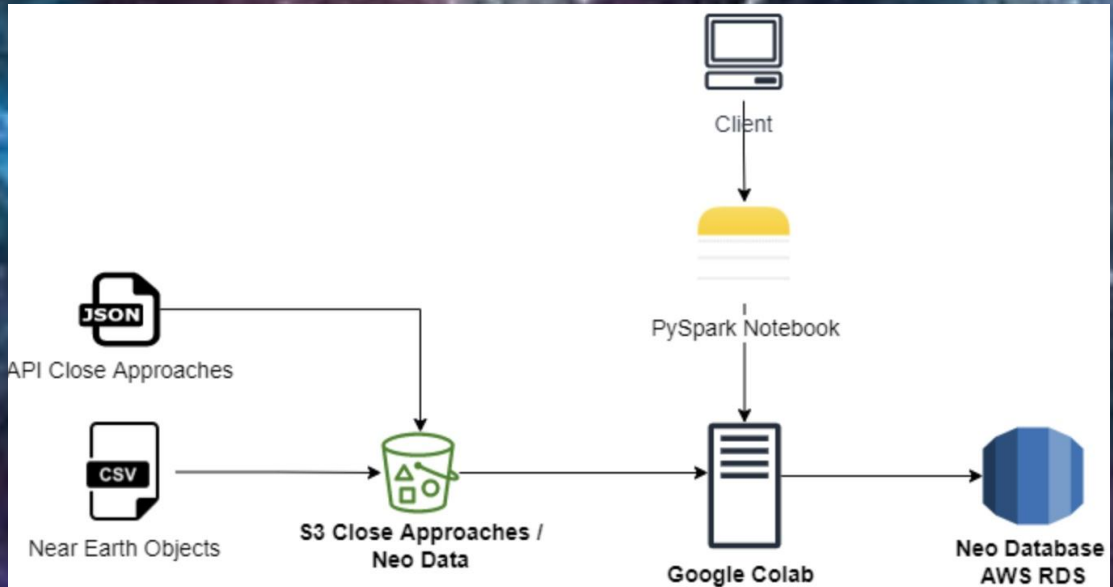 Client
PySpark Notebook
JSON
API Close Approaches
CSV
Near Earth Objects
S3 Close Approaches /
Neo Data
Google Colab
Neo Database
AWS RDS